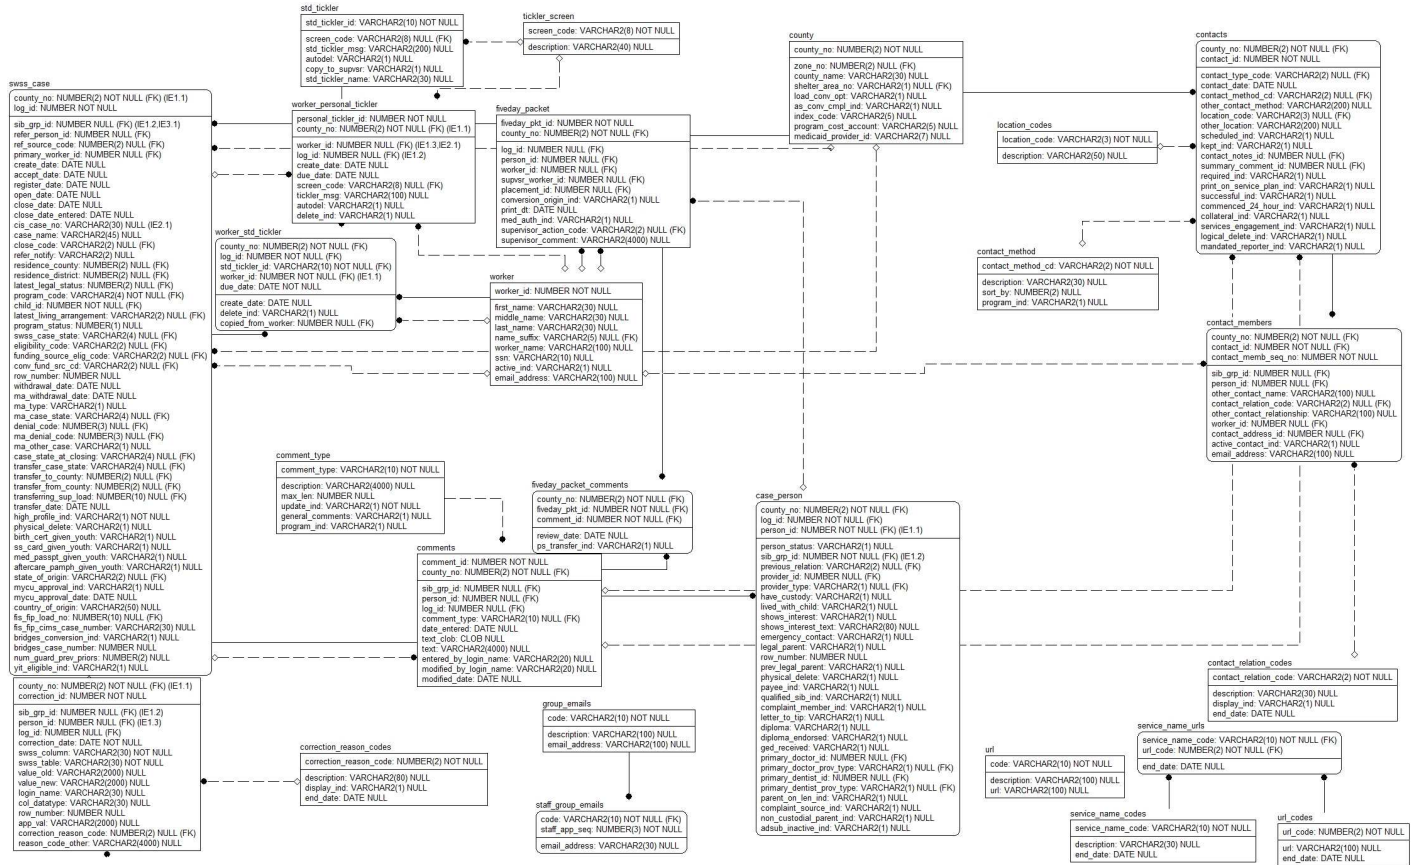 std_tickler
std_tickler_id: VARCHAR2(10) NOT NULL
screen_code: VARCHAR2(8) NULL (FK)
std_tickler_msg: VARCHAR2(200) NULL
autodel: VARCHAR2(1) NULL
copy_to_supvsr: VARCHAR2(1) NULL
std_tickler_name: VARCHAR2(30) NULL
tickler_screen
screen_code: VARCHAR2(8) NOT NULL
description: VARCHAR2(40) NULL
county
county_no: NUMBER(2) NOT NULL
zone_no: NUMBER(2) NULL (FK)
county_name: VARCHAR2(30) NULL
shelter_area_no: VARCHAR2(1) NULL (FK)
load_conv_opt: VARCHAR2(1) NULL
as_conv_cmpl_ind: VARCHAR2(1) NULL
index_code: VARCHAR2(5) NULL
program_cost_account: VARCHAR2(5) NULL
medicaid_provider_id: VARCHAR2(7) NULL
contacts
county_no: NUMBER(2) NOT NULL (FK)
contact_id: NUMBER NOT NULL
contact_type_code: VARCHAR2(2) NULL (FK)
contact_date: DATE NULL
contact_method_cd: VARCHAR2(2) NULL (FK)
other_contact_method: VARCHAR2(200) NULL
location_code: VARCHAR2(3) NULL (FK)
other_location: VARCHAR2(200) NULL
scheduled_ind: VARCHAR2(1) NULL
kept_ind: VARCHAR2(1) NULL
contact_notes_id: NUMBER NULL (FK)
summary_comment_id: NUMBER NULL (FK)
required_ind: VARCHAR2(1) NULL
print_on_service_plan_ind: VARCHAR2(1) NULL
successful_ind: VARCHAR2(1) NULL
commenced_24_hour_ind: VARCHAR2(1) NULL
collateral_ind: VARCHAR2(1) NULL
services_engagement_ind: VARCHAR2(1) NULL
logical_delete_ind: VARCHAR2(1) NULL
mandated_reporter_ind: VARCHAR2(1) NULL
swss_case
county_no: NUMBER(2) NOT NULL (FK) (IE1.1)
log_id: NUMBER NOT NULL
sib_grp_id: NUMBER NULL (FK) (IE1.2,IE3.1)
refer_person_id: NUMBER NULL (FK)
ref_source_code: NUMBER(2) NULL (FK)
primary_worker_id: NUMBER NULL (FK)
create_date: DATE NULL
accept_date: DATE NULL
register_date: DATE NULL
open_date: DATE NULL
close_date: DATE NULL
close_date_entered: DATE NULL
cis_case_no: VARCHAR2(30) NULL (IE2.1)
case_name: VARCHAR2(45) NULL
close_code: VARCHAR2(2) NULL (FK)
refer_notify: VARCHAR2(2) NULL
residence_county: NUMBER(2) NULL (FK)
residence_district: NUMBER(2) NULL (FK)
latest_legal_status: NUMBER(2) NULL (FK)
program_code: VARCHAR2(4) NOT NULL (FK)
child_id: NUMBER NOT NULL (FK)
latest_living_arrangement: VARCHAR2(2) NULL (FK)
program_status: NUMBER(1) NULL
swss_case_state: VARCHAR2(4) NULL (FK)
eligibility_code: VARCHAR2(2) NULL (FK)
funding_source_elig_code: VARCHAR2(2) NULL (FK)
conv_fund_src_cd: VARCHAR2(2) NULL (FK)
row_number: NUMBER NULL
withdrawal_date: DATE NULL
ma_withdrawal_date: DATE NULL
ma_type: VARCHAR2(1) NULL
ma_case_state: VARCHAR2(4) NULL (FK)
denial_code: NUMBER(3) NULL (FK)
ma_denial_code: NUMBER(3) NULL (FK)
ma_other_case: VARCHAR2(1) NULL
case_state_at_closing: VARCHAR2(4) NULL (FK)
transfer_case_state: VARCHAR2(4) NULL (FK)
transfer_to_county: NUMBER(2) NULL (FK)
transfer_from_county: NUMBER(2) NULL (FK)
transferring_sup_load: NUMBER(10) NULL (FK)
transfer_date: DATE NULL
high_profile_ind: VARCHAR2(1) NOT NULL
physical_delete: VARCHAR2(1) NULL
birth_cert_given_youth: VARCHAR2(1) NULL
ss_card_given_youth: VARCHAR2(1) NULL
med_passpt_given_youth: VARCHAR2(1) NULL
aftercare_pamph_given_youth: VARCHAR2(1) NULL
state_of_origin: VARCHAR2(2) NULL (FK)
mycu_approval_ind: VARCHAR2(1) NULL
mycu_approval_date: DATE NULL
country_of_origin: VARCHAR2(50) NULL
fis_fip_load_no: NUMBER(10) NULL (FK)
fis_fip_cims_case_number: VARCHAR2(30) NULL
bridges_conversion_ind: VARCHAR2(1) NULL
bridges_case_number: NUMBER NULL
num_guard_prev_priors: NUMBER(2) NULL
yit_eligible_ind: VARCHAR2(1) NULL
worker_personal_tickler
personal_tickler_id: NUMBER NOT NULL
county_no: NUMBER(2) NOT NULL (FK) (IE1.1)
worker_id: NUMBER NULL (FK) (IE1.3,IE2.1)
log_id: NUMBER NULL (FK) (IE1.2)
create_date: DATE NULL
due_date: DATE NULL
screen_code: VARCHAR2(8) NULL (FK)
tickler_msg: VARCHAR2(100) NULL
autodel: VARCHAR2(1) NULL
delete_ind: VARCHAR2(1) NULL
fiveday_packet
fiveday_pkt_id: NUMBER NOT NULL
county_no: NUMBER(2) NOT NULL (FK)
log_id: NUMBER NULL (FK)
person_id: NUMBER NULL (FK)
worker_id: NUMBER NULL (FK)
supvsr_worker_id: NUMBER NULL (FK)
placement_id: NUMBER NULL (FK)
conversion_origin_ind: VARCHAR2(1) NULL
print_dt: DATE NULL
med_auth_ind: VARCHAR2(1) NULL
supervisor_action_code: VARCHAR2(2) NULL (FK)
supervisor_comment: VARCHAR2(4000) NULL
location_codes
location_code: VARCHAR2(3) NOT NULL
description: VARCHAR2(50) NULL
worker_std_tickler
county_no: NUMBER(2) NOT NULL (FK)
log_id: NUMBER NOT NULL (FK)
std_tickler_id: VARCHAR2(10) NOT NULL (FK)
worker_id: NUMBER NOT NULL (FK) (IE1.1)
due_date: DATE NOT NULL
create_date: DATE NULL
delete_ind: VARCHAR2(1) NULL
copied_from_worker: NUMBER NULL (FK)
worker
worker_id: NUMBER NOT NULL
first_name: VARCHAR2(30) NULL
middle_name: VARCHAR2(30) NULL
last_name: VARCHAR2(30) NULL
name_suffix: VARCHAR2(5) NULL (FK)
worker_name: VARCHAR2(100) NULL
ssn: VARCHAR2(10) NULL
active_ind: VARCHAR2(1) NULL
email_address: VARCHAR2(100) NULL
contact_method
contact_method_cd: VARCHAR2(2) NOT NULL
description: VARCHAR2(30) NULL
sort_by: NUMBER(2) NULL
program_ind: VARCHAR2(1) NULL
contact_members
county_no: NUMBER(2) NOT NULL (FK)
contact_id: NUMBER NOT NULL (FK)
contact_memb_seq_no: NUMBER NOT NULL
sib_grp_id: NUMBER NULL (FK)
person_id: NUMBER NULL (FK)
other_contact_name: VARCHAR2(100) NULL
contact_relation_code: VARCHAR2(2) NULL (FK)
other_contact_relationship: VARCHAR2(100) NULL
worker_id: NUMBER NULL (FK)
contact_address_id: NUMBER NULL (FK)
active_contact_ind: VARCHAR2(1) NULL
email_address: VARCHAR2(100) NULL
comment_type
comment_type: VARCHAR2(10) NOT NULL
description: VARCHAR2(4000) NULL
max_len: NUMBER NULL
update_ind: VARCHAR2(1) NOT NULL
general_comments: VARCHAR2(1) NULL
program_ind: VARCHAR2(1) NULL
fiveday_packet_comments
county_no: NUMBER(2) NOT NULL (FK)
fiveday_pkt_id: NUMBER NOT NULL (FK)
comment_id: NUMBER NOT NULL (FK)
review_date: DATE NULL
ps_transfer_ind: VARCHAR2(1) NULL
comments
comment_id: NUMBER NOT NULL
county_no: NUMBER(2) NOT NULL (FK)
sib_grp_id: NUMBER NULL (FK)
person_id: NUMBER NULL (FK)
log_id: NUMBER NULL (FK)
comment_type: VARCHAR2(10) NULL (FK)
date_entered: DATE NULL
text_clob: CLOB NULL
text: VARCHAR2(4000) NULL
entered_by_login_name: VARCHAR2(20) NULL
modified_by_login_name: VARCHAR2(20) NULL
modified_date: DATE NULL
case_person
county_no: NUMBER(2) NOT NULL (FK)
log_id: NUMBER NOT NULL (FK)
person_id: NUMBER NOT NULL (FK) (IE1.1)
person_status: VARCHAR2(1) NULL
sib_grp_id: NUMBER NOT NULL (FK) (IE1.2)
previous_relation: VARCHAR2(2) NULL (FK)
provider_id: NUMBER NULL (FK)
provider_type: VARCHAR2(1) NULL (FK)
have_custody: VARCHAR2(1) NULL
lived_with_child: VARCHAR2(1) NULL
shows_interest: VARCHAR2(1) NULL
shows_interest_text: VARCHAR2(80) NULL
emergency_contact: VARCHAR2(1) NULL
legal_parent: VARCHAR2(1) NULL
row_number: NUMBER NULL
prev_legal_parent: VARCHAR2(1) NULL
physical_delete: VARCHAR2(1) NULL
payee_ind: VARCHAR2(1) NULL
qualified_sib_ind: VARCHAR2(1) NULL
complaint_member_ind: VARCHAR2(1) NULL
letter_to_tip: VARCHAR2(1) NULL
diploma: VARCHAR2(1) NULL
diploma_endorsed: VARCHAR2(1) NULL
ged_received: VARCHAR2(1) NULL
primary_doctor_id: NUMBER NULL (FK)
primary_doctor_prov_type: VARCHAR2(1) NULL (FK)
primary_dentist_id: NUMBER NULL (FK)
primary_dentist_prov_type: VARCHAR2(1) NULL (FK)
parent_on_len_ind: VARCHAR2(1) NULL
complaint_source_ind: VARCHAR2(1) NULL
non_custodial_parent_ind: VARCHAR2(1) NULL
adsub_inactive_ind: VARCHAR2(1) NULL
county_no: NUMBER(2) NOT NULL (FK) (IE1.1)
correction_id: NUMBER NOT NULL
sib_grp_id: NUMBER NULL (FK) (IE1.2)
person_id: NUMBER NULL (FK) (IE1.3)
log_id: NUMBER NULL (FK)
correction_date: DATE NOT NULL
swss_column: VARCHAR2(30) NOT NULL
swss_table: VARCHAR2(30) NOT NULL
value_old: VARCHAR2(2000) NULL
value_new: VARCHAR2(2000) NULL
login_name: VARCHAR2(30) NULL
col_datatype: VARCHAR2(30) NULL
row_number: NUMBER NULL
app_val: VARCHAR2(2000) NULL
correction_reason_code: NUMBER(2) NULL (FK)
reason_code_other: VARCHAR2(4000) NULL
correction_reason_codes
correction_reason_code: NUMBER(2) NOT NULL
description: VARCHAR2(80) NULL
display_ind: VARCHAR2(1) NULL
end_date: DATE NULL
group_emails
code: VARCHAR2(10) NOT NULL
description: VARCHAR2(100) NULL
email_address: VARCHAR2(100) NULL
staff_group_emails
code: VARCHAR2(10) NOT NULL (FK)
staff_app_seq: NUMBER(3) NOT NULL
email_address: VARCHAR2(30) NULL
contact_relation_codes
contact_relation_code: VARCHAR2(2) NOT NULL
description: VARCHAR2(30) NULL
display_ind: VARCHAR2(1) NULL
end_date: DATE NULL
service_name_urls
service_name_code: VARCHAR2(10) NOT NULL (FK)
url_code: NUMBER(2) NOT NULL (FK)
end_date: DATE NULL
url
code: VARCHAR2(10) NOT NULL
description: VARCHAR2(100) NULL
url: VARCHAR2(100) NULL
service_name_codes
service_name_code: VARCHAR2(10) NOT NULL
description: VARCHAR2(30) NULL
end_date: DATE NULL
url_codes
url_code: NUMBER(2) NOT NULL
url: VARCHAR2(100) NULL
end_date: DATE NULL